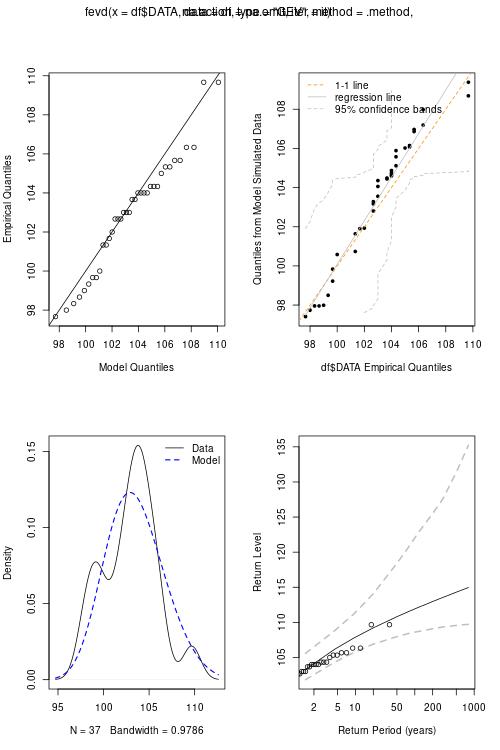 fevd(x = df$DATA, data = df, type = "GEV", method = .method,
110
108
106
104
102
100
98
Empirical Quantiles
98 100 102 104 106 108 110
Model Quantiles
1-1 line
regression line
95% confidence bands
108
106
104
102
100
98
Quantiles from Model Simulated Data
98 100 102 104 106 108 110
df$DATA Empirical Quantiles
Data
Model
0.15
0.10
0.05
0.00
Density
95 100 105 110
N = 37 Bandwidth = 0.9786
135
130
125
120
115
110
105
Return Level
2 5 10 50 200 1000
Return Period (years)